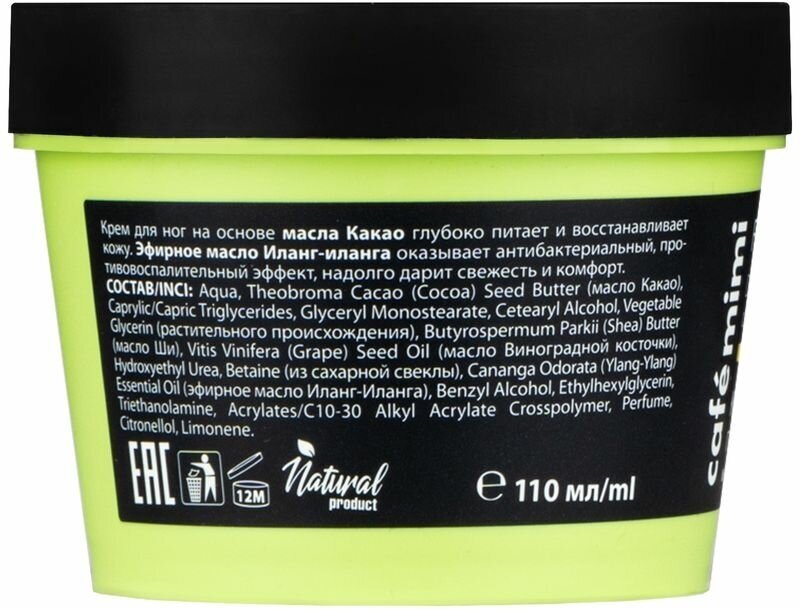 Крем для ног на основе масла Какао глубоко питает и восстанавливает
кожу. Эфирное масло Иланг-иланга оказывает антибактериальный, про-
тивовоспалительный эффект, надолго дарит свежесть и комфорт.
СОСТАВ/INCI: Aqua, Theobroma Cacao (Cocoa) Seed Butter (масло Какао),
Caprylic/Capric Triglycerides, Glyceryl Monostearate, Cetearyl Alcohol, Vegetable
Glycerin (растительного происхождения), Butyrospermum Parkii (Shea) Butter
(масло Ши), Vitis Vinifera (Grape) Seed Oil (масло Виноградной косточки),
Hydroxyethyl Urea, Betaine (из сахарной свеклы), Cananga Odorata (Ylang-Ylang)
Essential Oil (эфирное масло Иланг-Иланга), Benzyl Alcohol, Ethylhexylglycerin,
Triethanolamine, Acrylates/C10-30 Alkyl Acrylate Crosspolymer, Perfume,
Citronellol, Limonene.
EAC
12M
Natural
product
℮ 110 мл/ml
café mimi